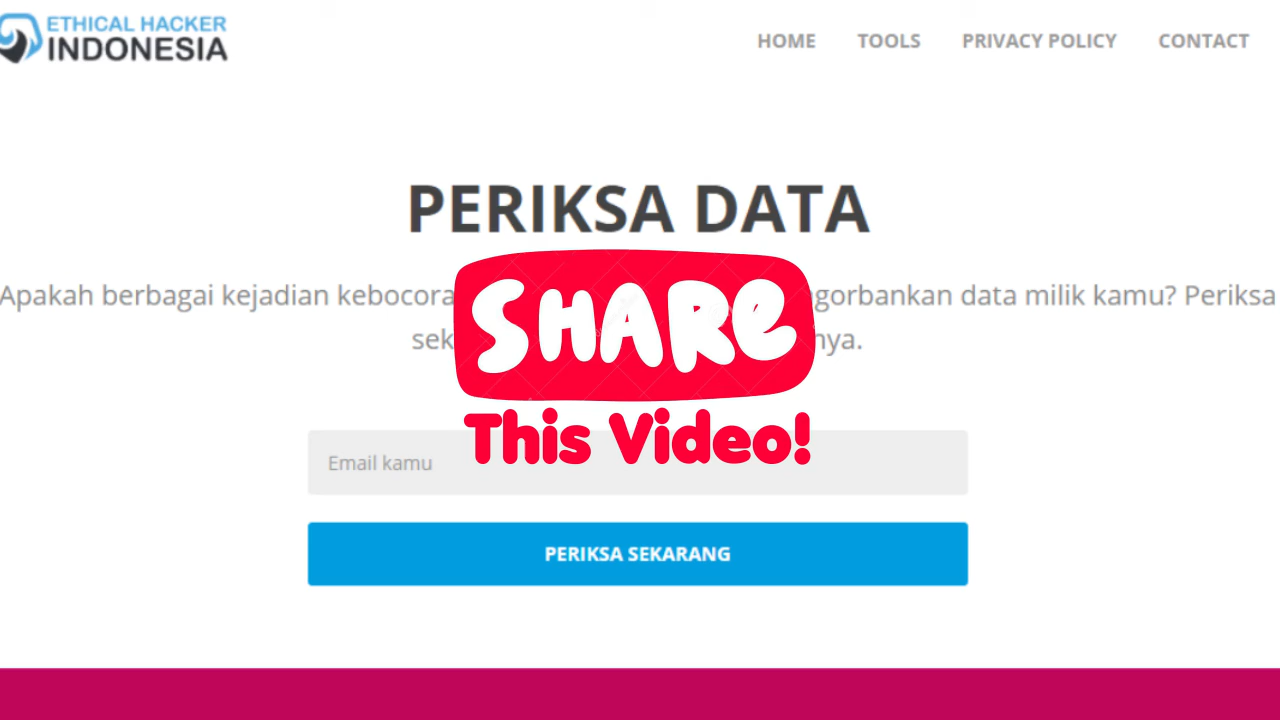 ETHICAL HACKER
INDONESIA
HOME TOOLS PRIVACY POLICY CONTACT
PERIKSA DATA
Apakah berbagai kejadian kebocora
SHARE
gorbankan data milik kamu? Periksa
sek
nya.
This Video!
Email kamu
PERIKSA SEKARANG